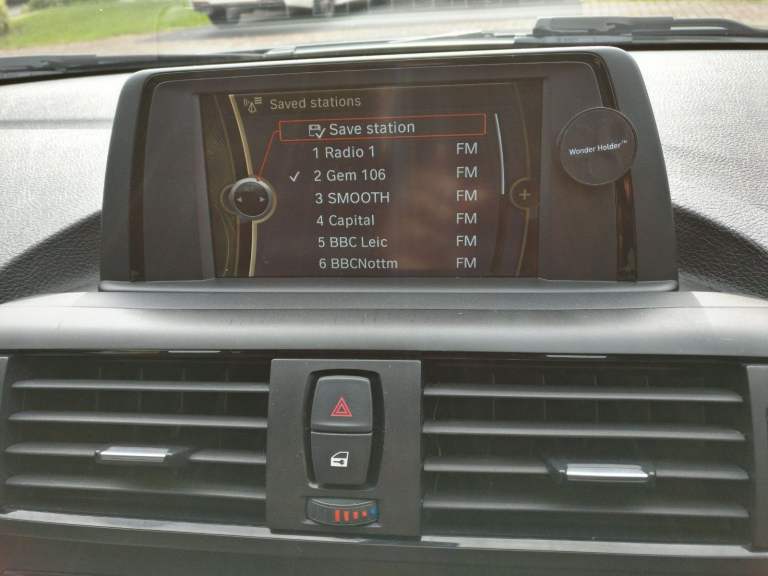 Saved stations
Save station
1 Radio 1 FM
2 Gem 106 FM
3 SMOOTH FM
4 Capital FM
5 BBC Leic FM
6 BBCNottm FM
Wonder Holder™